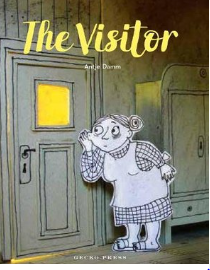 The Visitor
Antje Damm
GECKO PRESS